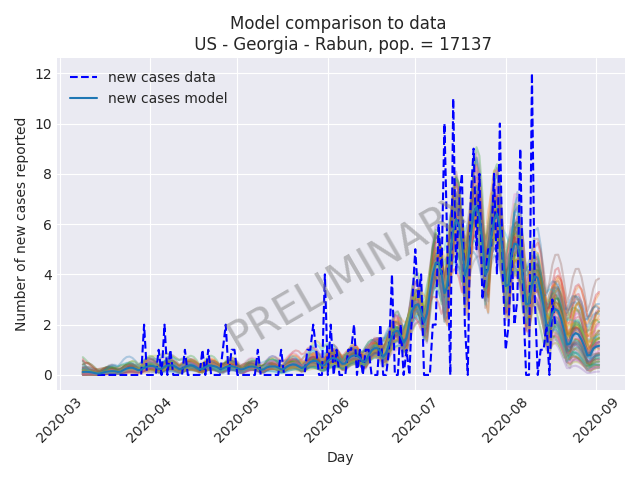 Model comparison to data
US - Georgia - Rabun, pop. = 17137
new cases data
new cases model
PRELIMINARY
Number of new cases reported
12
10
8
6
4
2
0
2020-03
2020-04
2020-05
2020-06
2020-07
2020-08
2020-09
Day